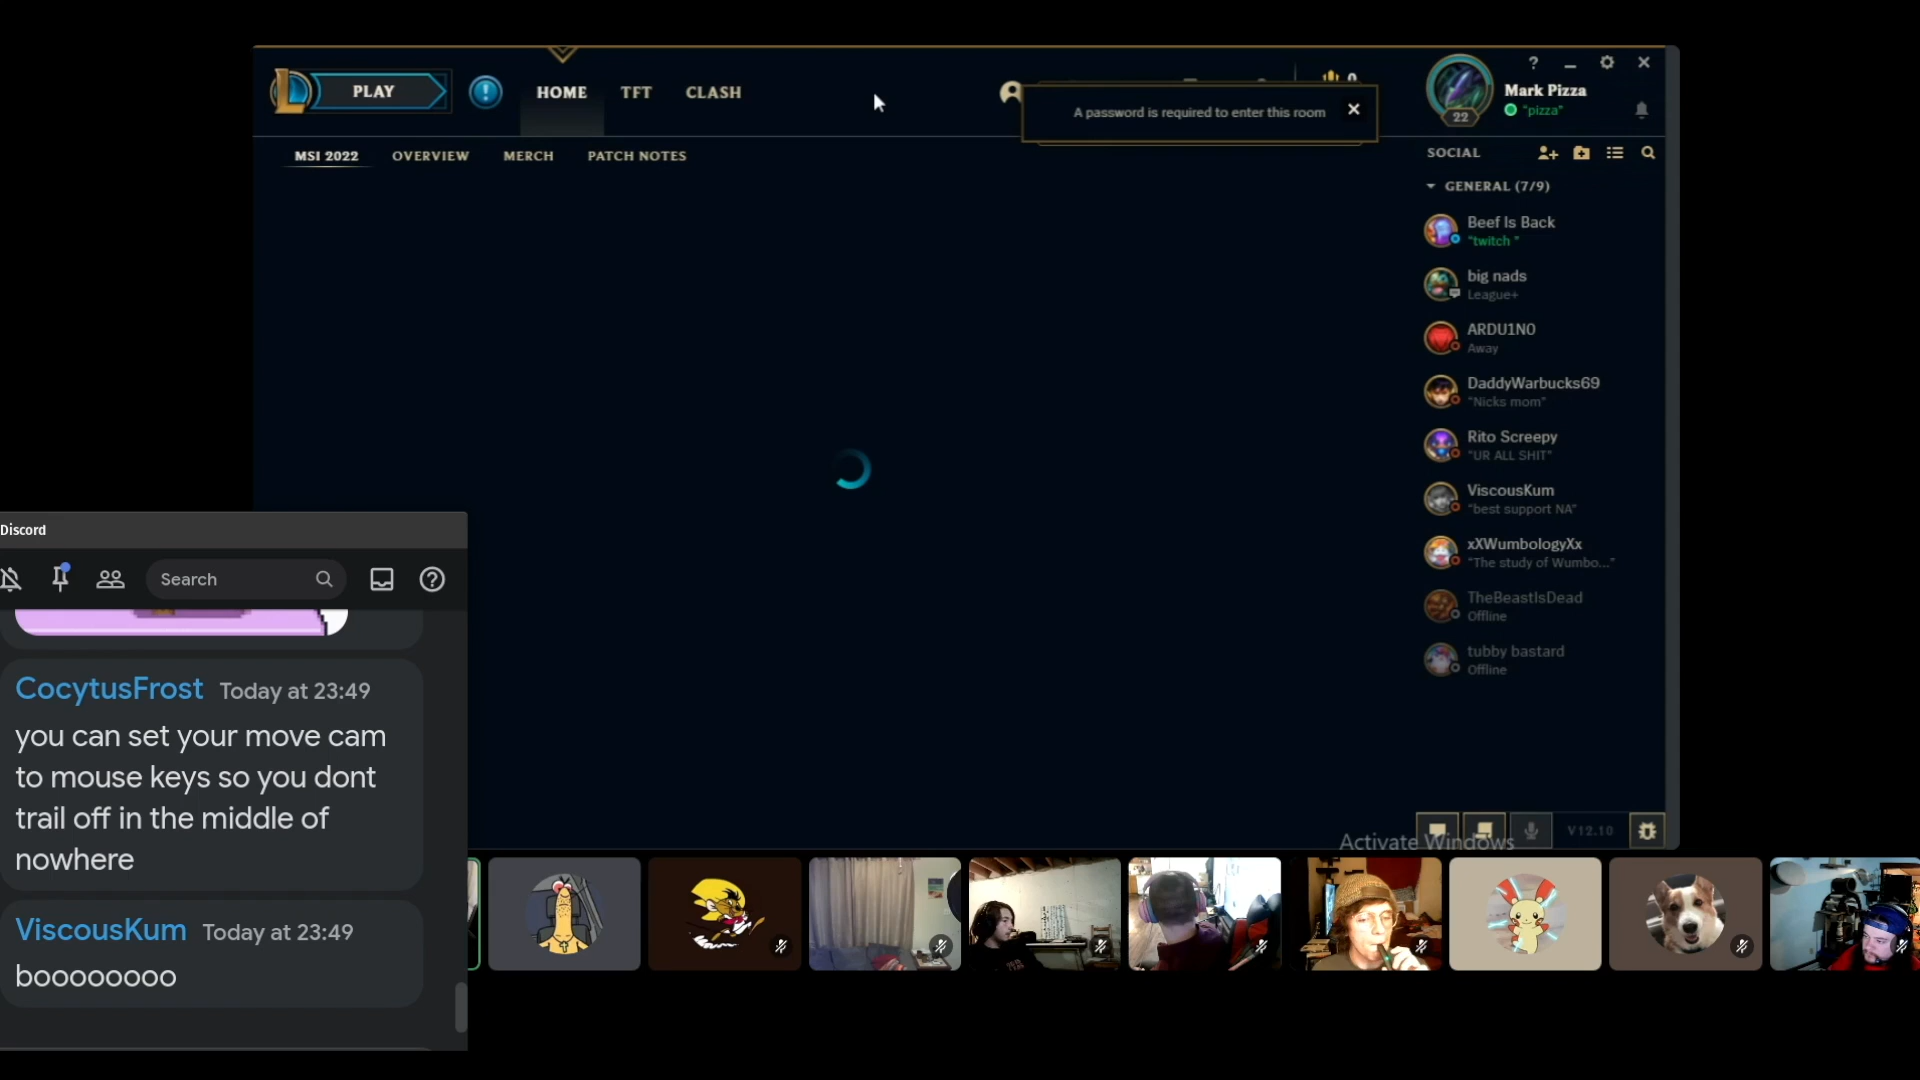 PLAY
HOME
TFT
CLASH
0
A password is required to enter this room
Mark Pizza
"pizza"
22
MSI 2022
OVERVIEW
MERCH
PATCH NOTES
SOCIAL
GENERAL (7/9)
Beef Is Back
"twitch "
big nads
League+
ARDU1N0
Away
DaddyWarbucks69
"Nicks mom"
Rito Screepy
"UR ALL SHIT"
ViscousKum
"best support NA"
xXWumbologyXx
"The study of Wumbo..."
TheBeastIsDead
Offline
tubby bastard
Offline
V12.10
Activate Windows
Discord
Search
CocytusFrost Today at 23:49
you can set your move cam
to mouse keys so you dont
trail off in the middle of
nowhere
ViscousKum Today at 23:49
boooooooo